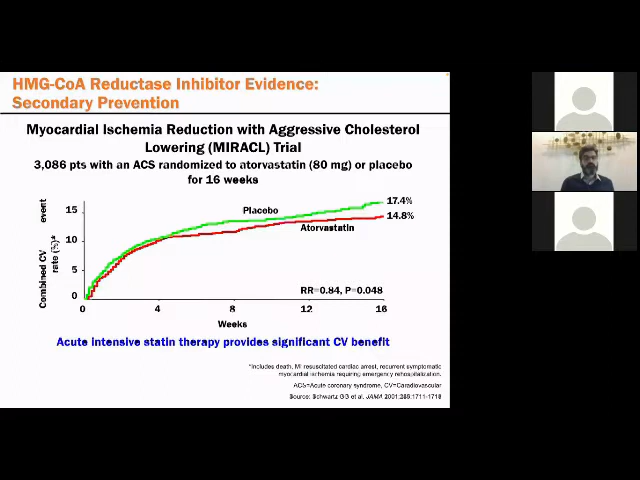 HMG-CoA Reductase Inhibitor Evidence:
Secondary Prevention
Myocardial Ischemia Reduction with Aggressive Cholesterol
Lowering (MIRACL) Trial
3,086 pts with an ACS randomized to atorvastatin (80 mg) or placebo
for 16 weeks
Combined CV event
rate (%)*
15
10
5
0
Placebo
17.4%
14.8%
Atorvastatin
RR=0.84, P=0.048
0 4 8 12 16
Weeks
Acute intensive statin therapy provides significant CV benefit
*Includes death, MI resuscitated cardiac arrest, recurrent symptomatic
myocardial ischemia requiring emergency rehospitalization.
ACS=Acute coronary syndrome, CV=Caradiovascular
Source: Schwartz GG et al. JAMA 2001;285:1711-1718